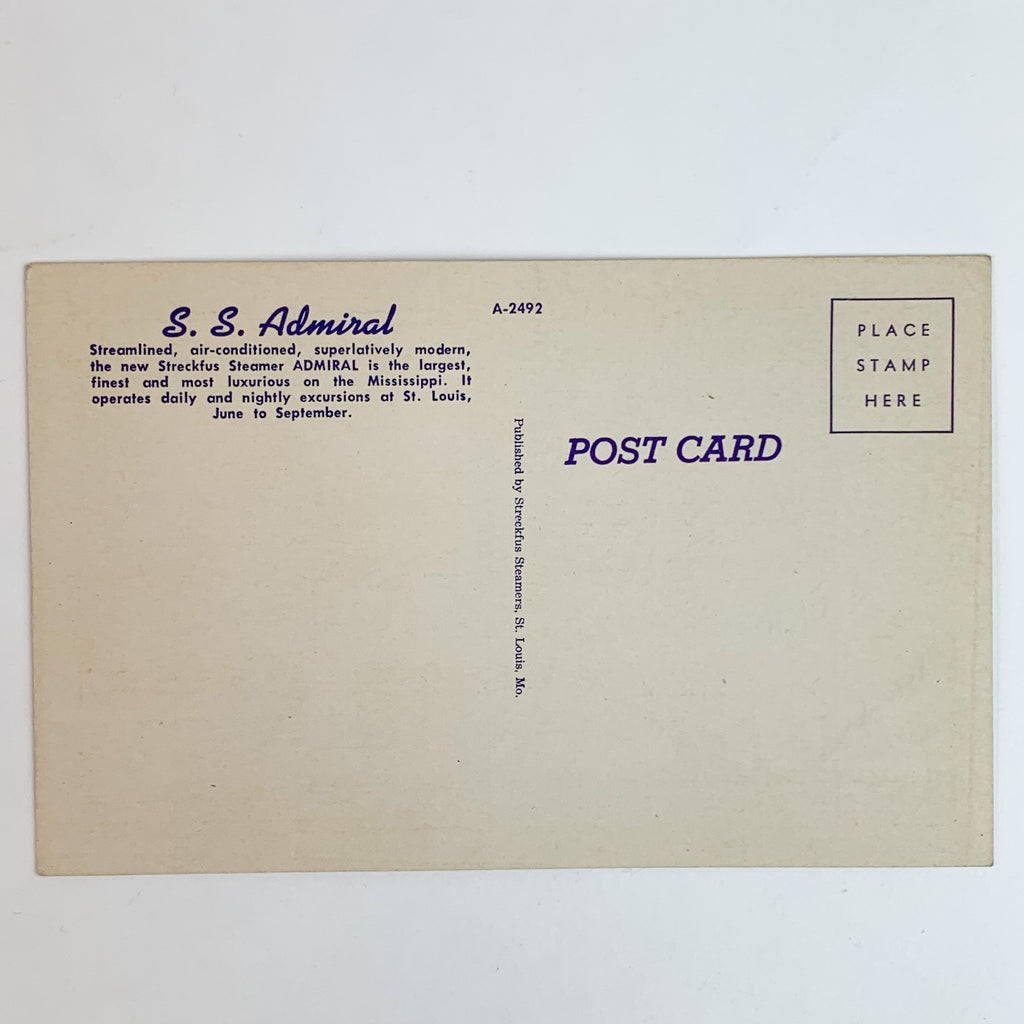 S. S. Admiral
Streamlined, air-conditioned, superlatively modern,
the new Streckfus Steamer ADMIRAL is the largest,
finest and most luxurious on the Mississippi. It
operates daily and nightly excursions at St. Louis,
June to September.
A-2492
Published by Streckfus Steamers, St. Louis, Mo.
POST CARD
PLACE
STAMP
HERE